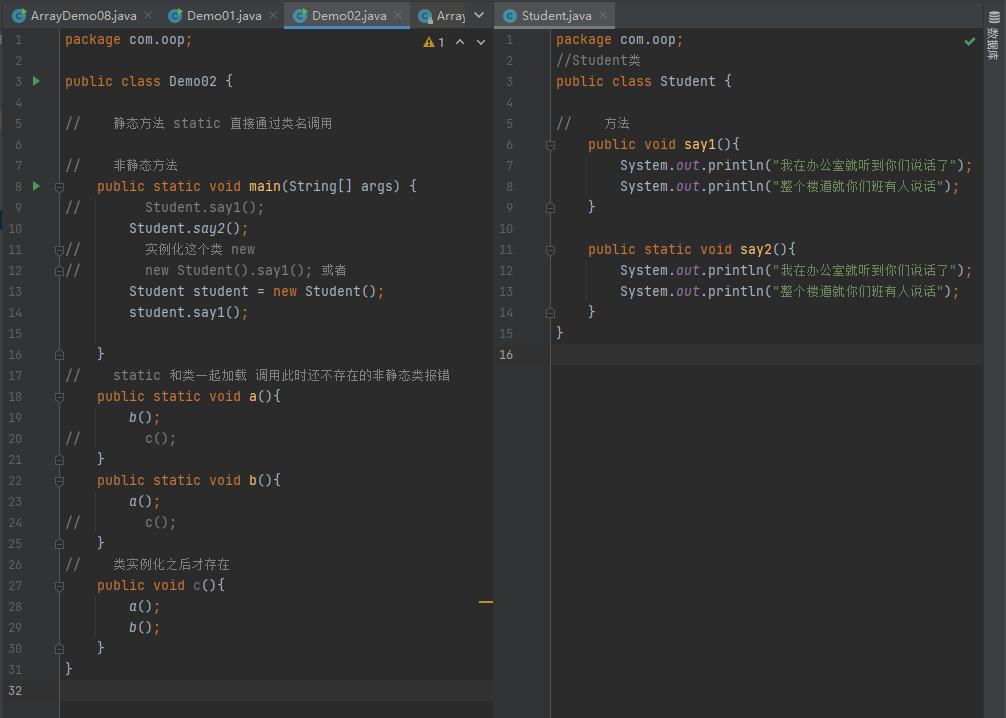 ArrayDemo08.java Demo01.java Demo02.java Array
1 package com.oop; 1
2
3 public class Demo02 {
4
5 // 静态方法 static 直接通过类名调用
6
7 // 非静态方法
8 public static void main(String[] args) {
9 // Student.say1();
10 Student.say2();
11 // 实例化这个类 new
12 // new Student().say1(); 或者
13 Student student = new Student();
14 student.say1();
15
16 }
17 // static 和类一起加载 调用此时还不存在的非静态类报错
18 public static void a(){
19 b();
20 // c();
21 }
22 public static void b(){
23 a();
24 // c();
25 }
26 // 类实例化之后才存在
27 public void c(){
28 a();
29 b();
30 }
31 }
32
Student.java
1 package com.oop;
2 //Student类
3 public class Student {
4
5 // 方法
6 public void say1(){
7 System.out.println("我在办公室就听到你们说话了");
8 System.out.println("整个楼道就你们班有人说话");
9 }
10
11 public static void say2(){
12 System.out.println("我在办公室就听到你们说话了");
13 System.out.println("整个楼道就你们班有人说话");
14 }
15 }
16
数据库